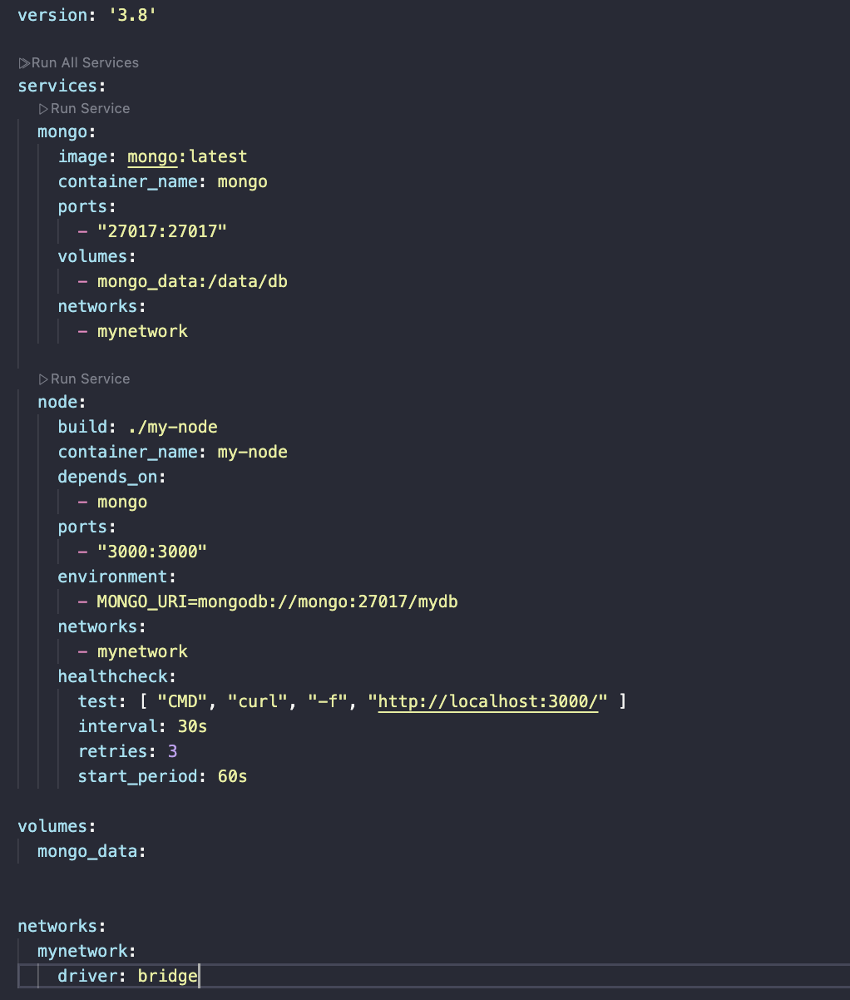 version: '3.8'
▷Run All Services
services:
▷Run Service
mongo:
image: mongo:latest
container_name: mongo
ports:
- "27017:27017"
volumes:
- mongo_data:/data/db
networks:
- mynetwork
▷Run Service
node:
build: ./my-node
container_name: my-node
depends_on:
- mongo
ports:
- "3000:3000"
environment:
- MONGO_URI=mongodb://mongo:27017/mydb
networks:
- mynetwork
healthcheck:
test: [ "CMD", "curl", "-f", "http://localhost:3000/" ]
interval: 30s
retries: 3
start_period: 60s
volumes:
mongo_data:
networks:
mynetwork:
driver: bridge